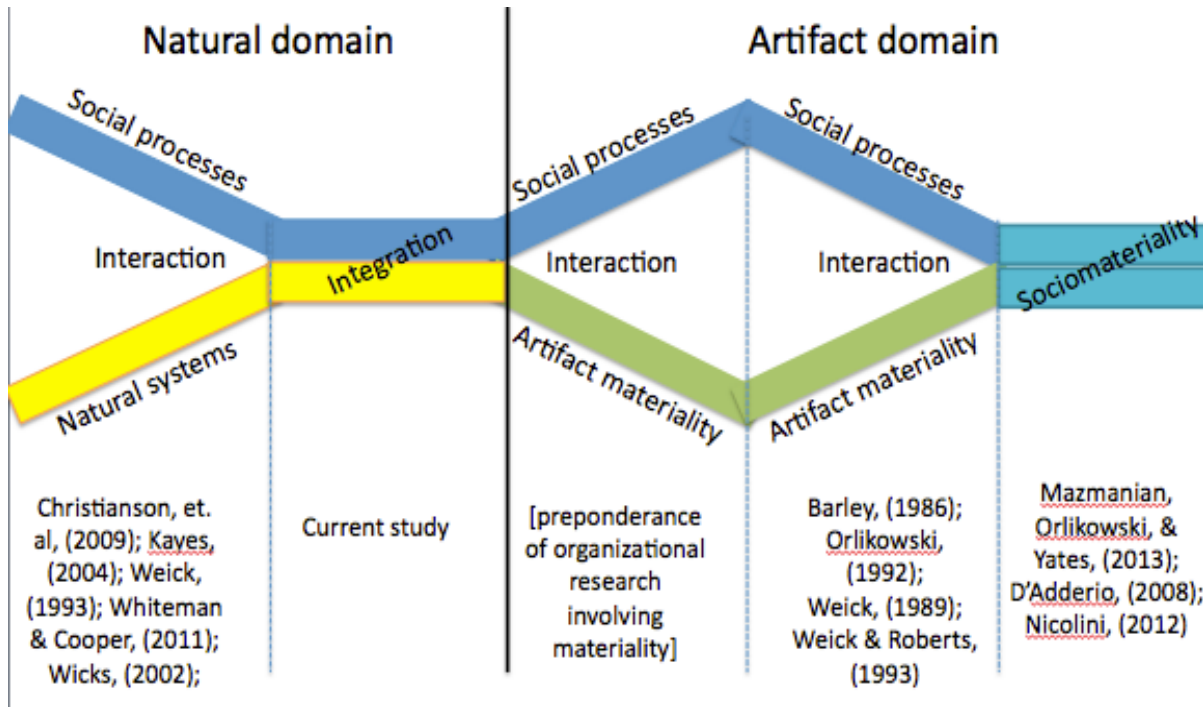 Natural domain
Artifact domain
Social processes
Interaction
Natural systems
Integration
Social processes
Interaction
Artifact materiality
Social processes
Interaction
Artifact materiality
Sociomateriality
Christianson, et.
al, (2009); Kayes,
(2004); Weick,
(1993); Whiteman
& Cooper, (2011);
Wicks, (2002);
Current study
[preponderance
of organizational
research
involving
materiality]
Barley, (1986);
Orlikowski,
(1992);
Weick, (1989);
Weick & Roberts,
(1993)
Mazmanian,
Orlikowski, &
Yates, (2013);
D'Adderio, (2008);
Nicolini, (2012)